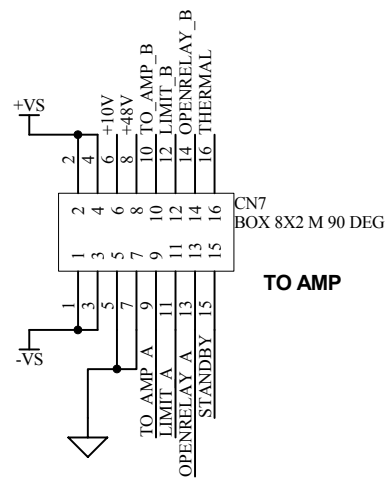 +VS
+10V
+48V
TO_AMP_B
LIMIT_B
OPENRELAY_B
THERMAL
2
4
6
8
10
12
14
16
2
4
6
8
10
12
14
16
CN7
BOX 8X2 M 90 DEG
1
3
5
7
9
11
13
15
TO AMP
1
3
5
7
9
11
13
15
-VS
TO_AMP_A
LIMIT_A
OPENRELAY_A
STANDBY